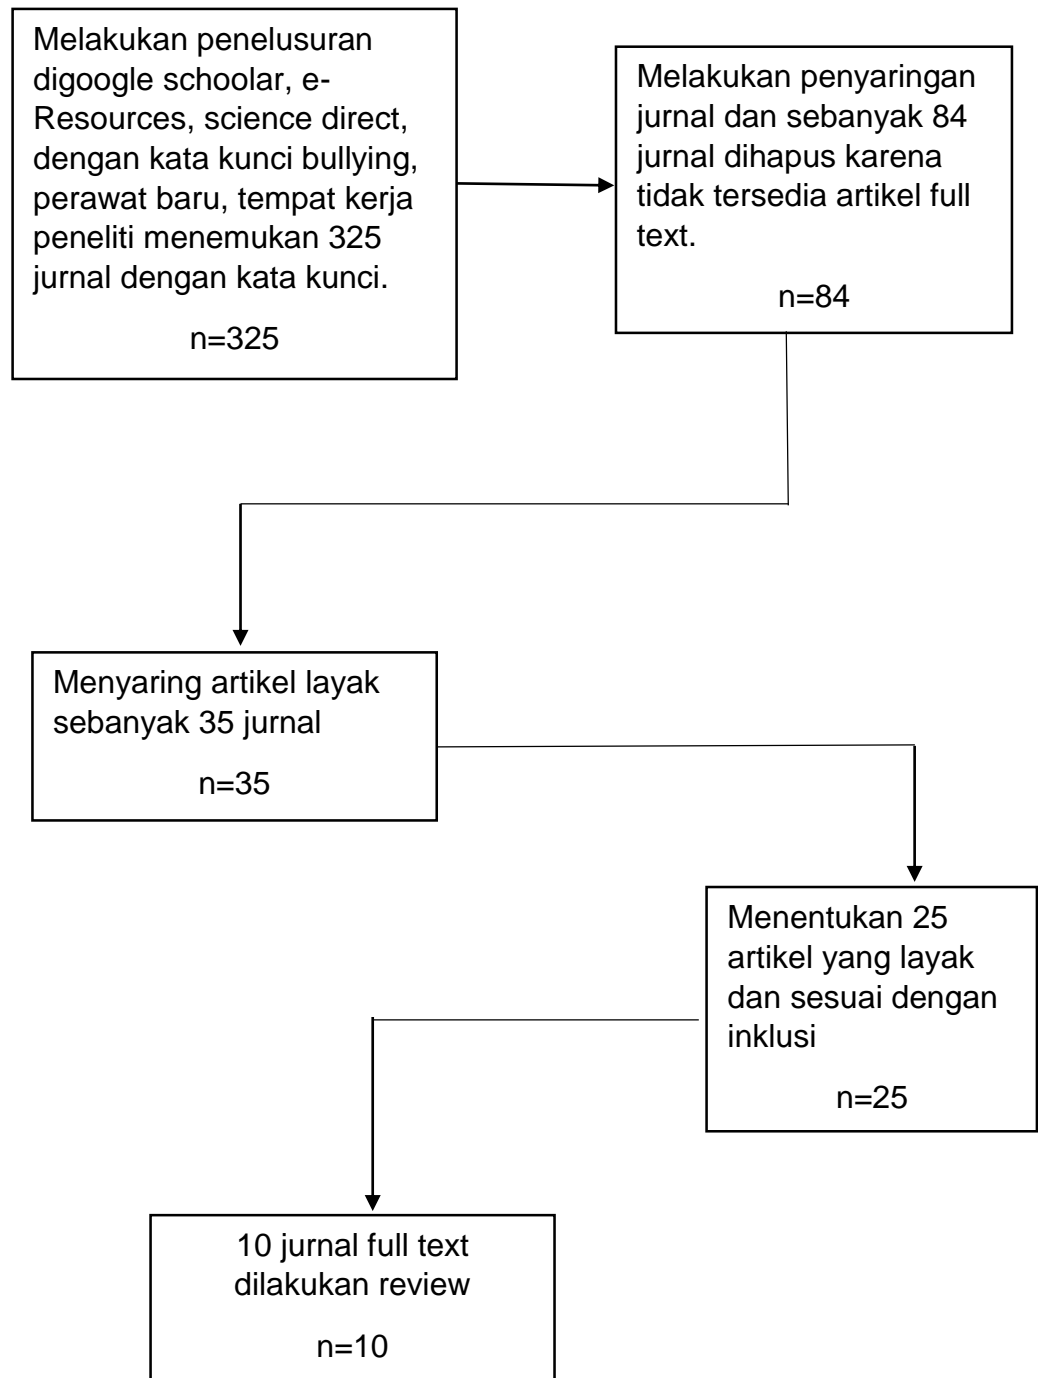 Melakukan penelusuran
digoogle schoolar, e-
Resources, science direct,
dengan kata kunci bullying,
perawat baru, tempat kerja
peneliti menemukan 325
jurnal dengan kata kunci.
n=325
Melakukan penyaringan
jurnal dan sebanyak 84
jurnal dihapus karena
tidak tersedia artikel full
text.
n=84
Menyaring artikel layak
sebanyak 35 jurnal
n=35
Menentukan 25
artikel yang layak
dan sesuai dengan
inklusi
n=25
10 jurnal full text
dilakukan review
n=10